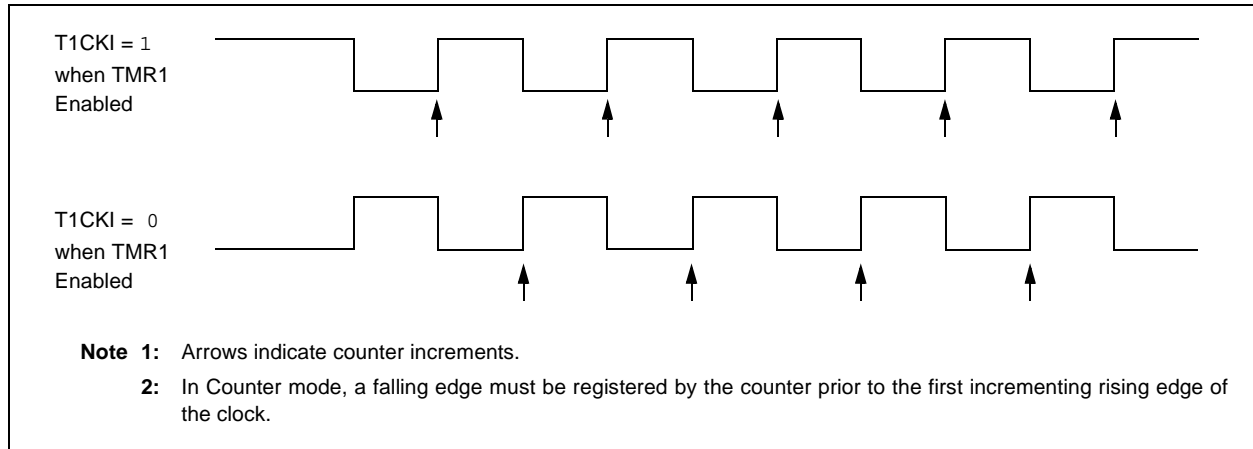 T1CKI = 1
when TMR1
Enabled
T1CKI = 0
when TMR1
Enabled
Note 1: Arrows indicate counter increments.
2: In Counter mode, a falling edge must be registered by the counter prior to the first incrementing rising edge of
the clock.